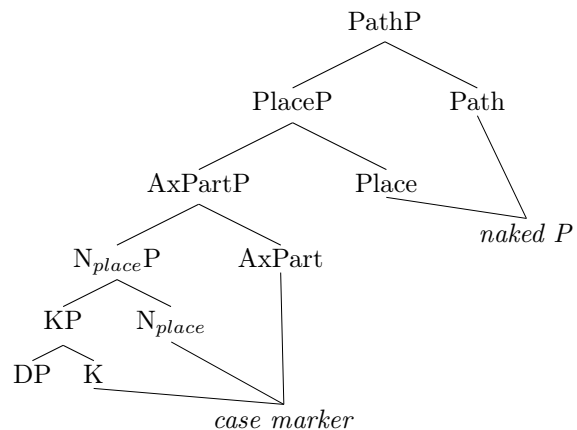 PathP
PlaceP Path
AxPartP Place
naked P
N_placeP AxPart
KP N_place
DP K
case marker